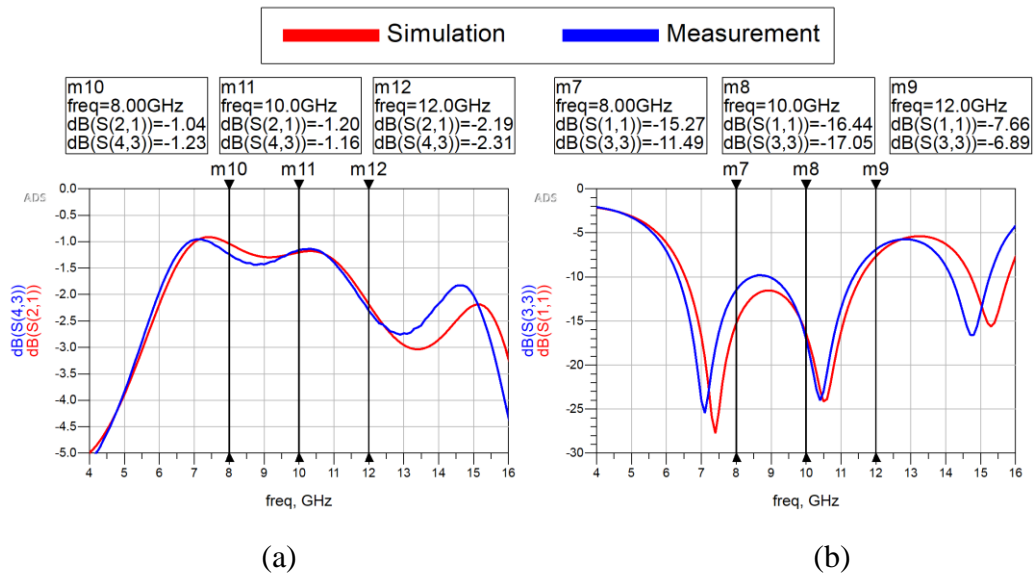 Simulation Measurement
m10
freq=8.00GHz
dB(S(2,1))=-1.04
dB(S(4,3))=-1.23
m11
freq=10.0GHz
dB(S(2,1))=-1.20
dB(S(4,3))=-1.16
m12
freq=12.0GHz
dB(S(2,1))=-2.19
dB(S(4,3))=-2.31
m10 m11 m12
ADS
0.0
-0.5
-1.0
-1.5
-2.0
-2.5
-3.0
-3.5
-4.0
-4.5
-5.0
dB(S(4,3))
dB(S(2,1))
4 5 6 7 8 9 10 11 12 13 14 15 16
freq, GHz
(a)
m7
freq=8.00GHz
dB(S(1,1))=-15.27
dB(S(3,3))=-11.49
m8
freq=10.0GHz
dB(S(1,1))=-16.44
dB(S(3,3))=-17.05
m9
freq=12.0GHz
dB(S(1,1))=-7.66
dB(S(3,3))=-6.89
m7 m8 m9
ADS
0
-5
-10
-15
-20
-25
-30
dB(S(3,3))
dB(S(1,1))
4 5 6 7 8 9 10 11 12 13 14 15 16
freq, GHz
(b)